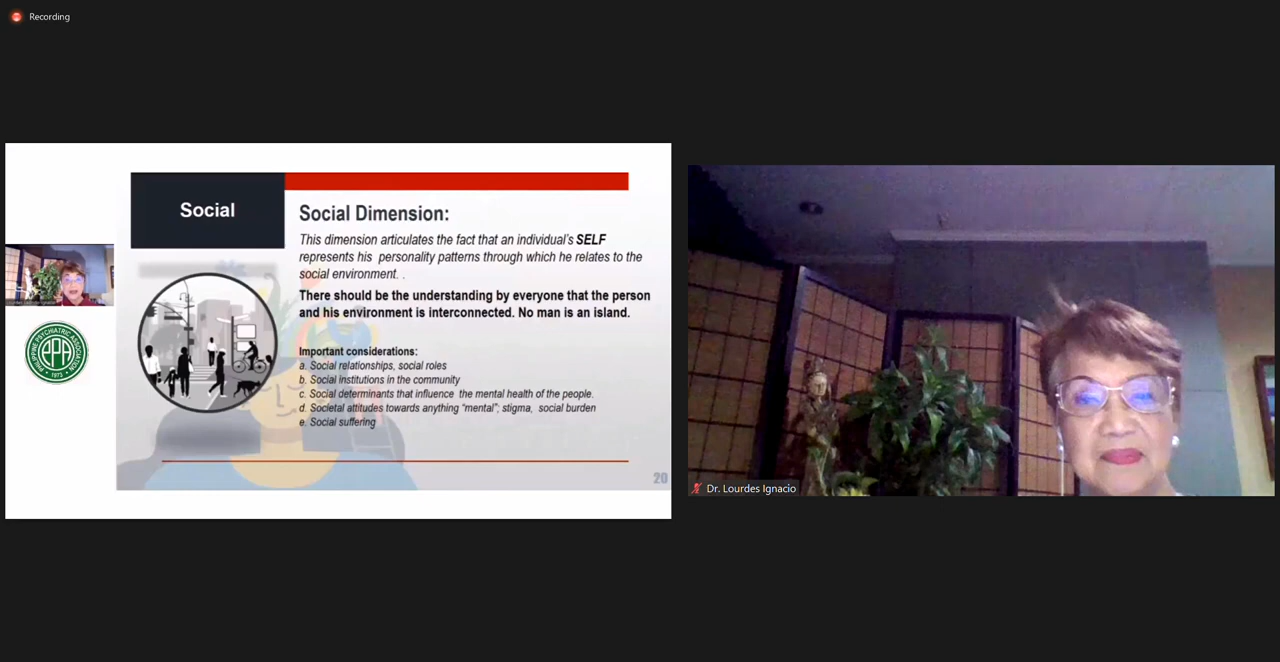 Recording
Social
Social Dimension:
This dimension articulates the fact that an individual's SELF
represents his personality patterns through which he relates to the
social environment. .
There should be the understanding by everyone that the person
and his environment is interconnected. No man is an island.
Important considerations:
a. Social relationships, social roles
b. Social institutions in the community
c. Social determinants that influence the mental health of the people.
d. Societal attitudes towards anything "mental"; stigma, social burden
e. Social suffering
20
PHILIPPINE PSYCHIATRIC ASSOCIATION
PPA
Dr. Lourdes Ignacio